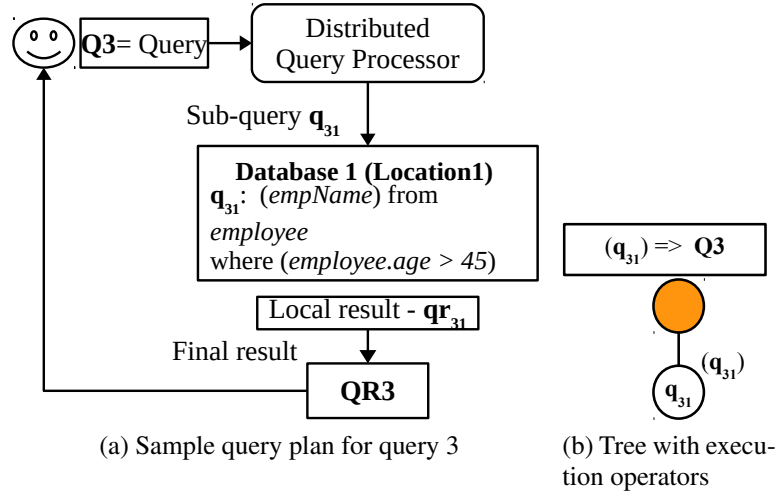 Q3= Query
Distributed
Query Processor
Sub-query q31
Database 1 (Location1)
q31: (empName) from
employee
where (employee.age > 45)
Local result - qr31
Final result
QR3
(a) Sample query plan for query 3
(q31) => Q3
(q31)
q31
(b) Tree with execu-
tion operators